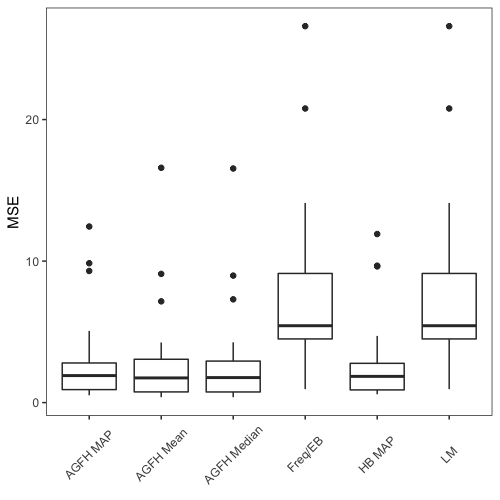 20
10
0
MSE
AGFH MAP
AGFH Mean
AGFH Median
Freq/EB
HB MAP
LM